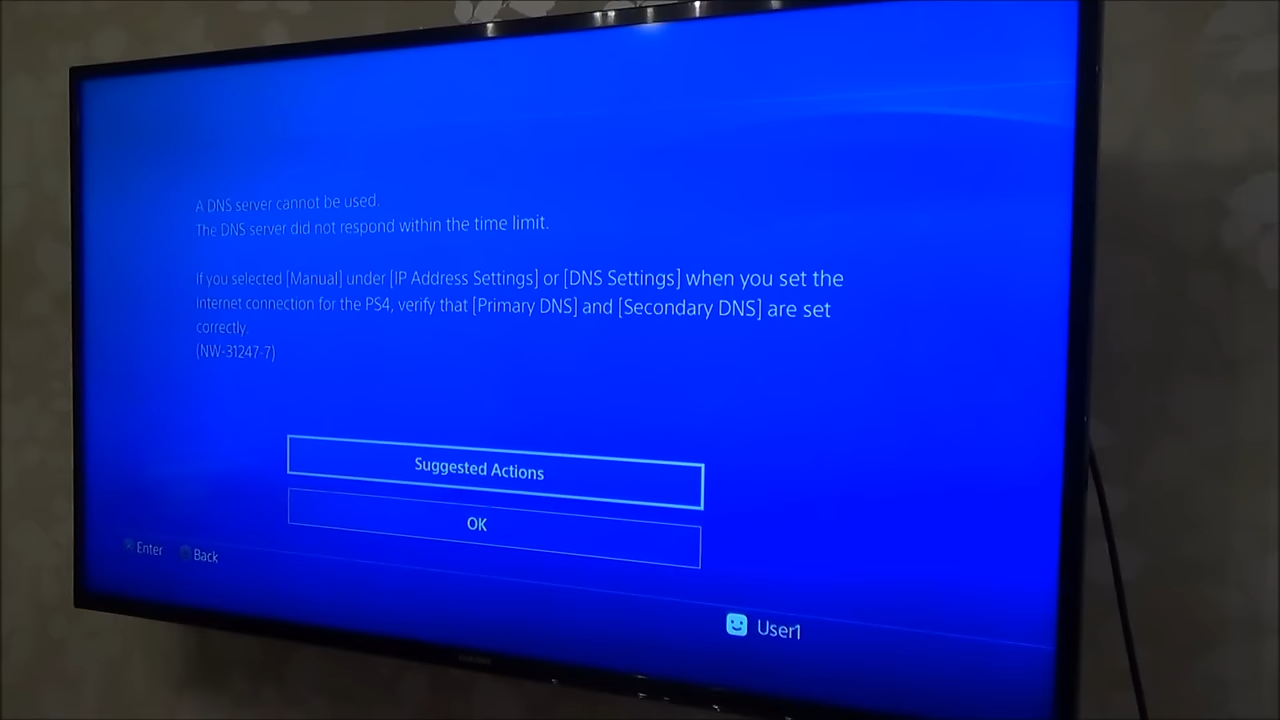 A DNS server cannot be used.
The DNS server did not respond within the time limit.
If you selected [Manual] under [IP Address Settings] or [DNS Settings] when you set the
Internet connection for the PS4, verify that [Primary DNS] and [Secondary DNS] are set
correctly.
(NW-31247-7)
Suggested Actions
OK
Enter Back
User1
SAMSUNG